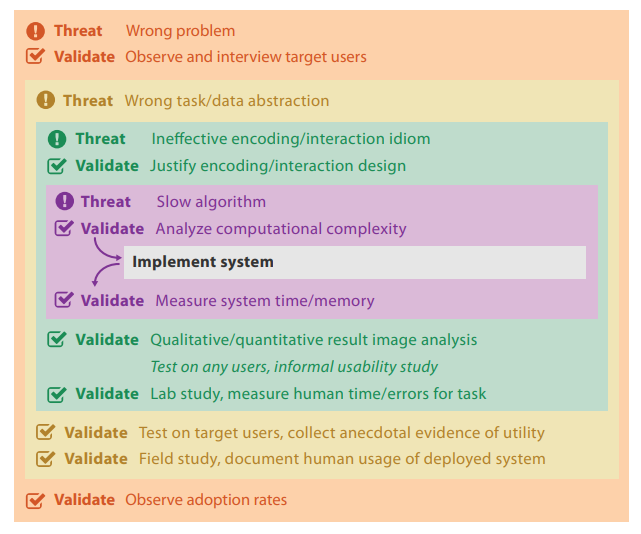 Threat Wrong problem
Validate Observe and interview target users
Threat Wrong task/data abstraction
Threat Ineffective encoding/interaction idiom
Validate Justify encoding/interaction design
Threat Slow algorithm
Validate Analyze computational complexity
Implement system
Validate Measure system time/memory
Validate Qualitative/quantitative result image analysis
Test on any users, informal usability study
Validate Lab study, measure human time/errors for task
Validate Test on target users, collect anecdotal evidence of utility
Validate Field study, document human usage of deployed system
Validate Observe adoption rates